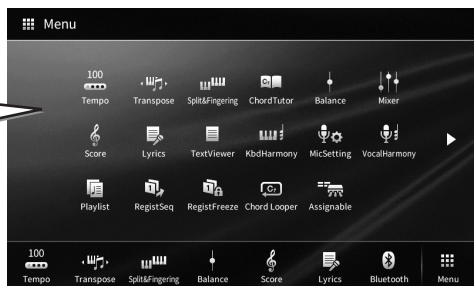 Menu
100
Tempo Transpose Split&Fingering ChordTutor Balance Mixer
Score Lyrics TextViewer KbdHarmony MicSetting VocalHarmony
Playlist RegistSeq RegistFreeze Chord Looper Assignable
100
Tempo Transpose Split&Fingering Balance Score Lyrics Bluetooth Menu